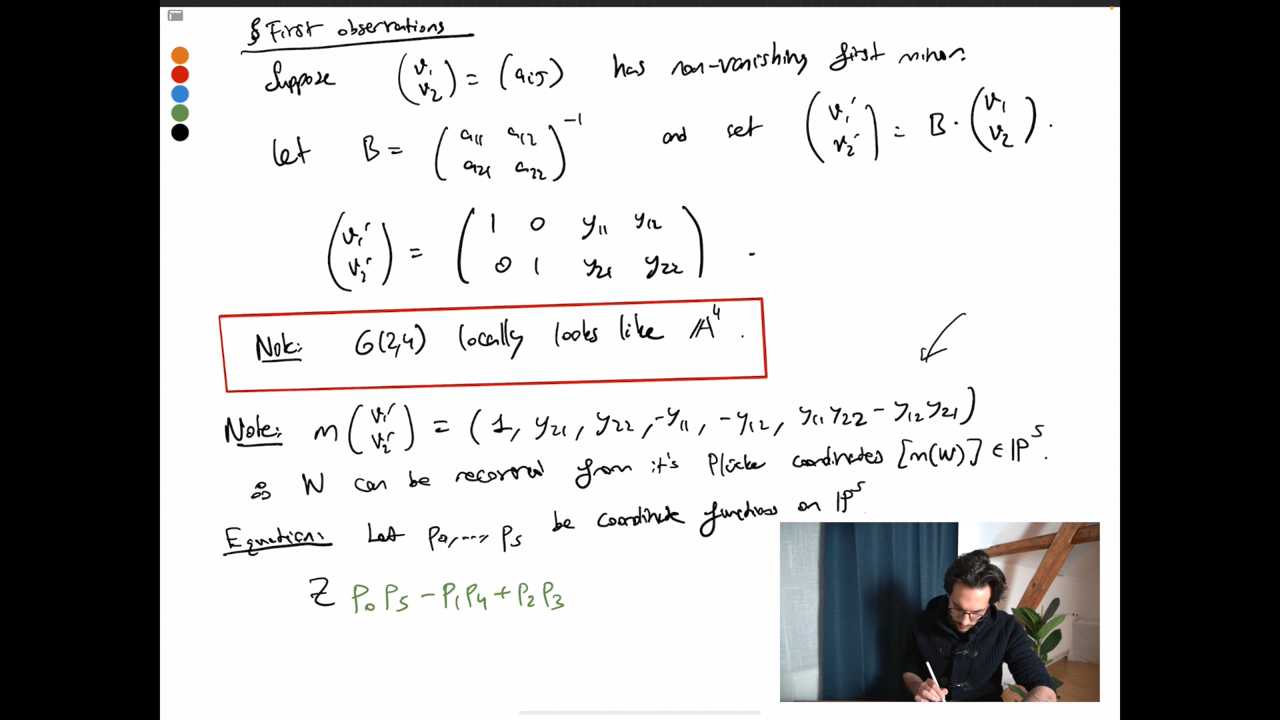 § First observations
Suppose (v₁ v₂) = (aᵢⱼ) has non-vanishing first minor.
Let B = (a₁₁ a₁₂ a₂₁ a₂₂)⁻¹ and set (v₁′ v₂′) = B · (v₁ v₂).
(v₁′ v₂′) = (1 0 y₁₁ y₁₂ 0 1 y₂₁ y₂₂).
Note: G(2,4) locally looks like 𝔸⁴.
Note: m(v₁′ v₂′) = (1, y₂₁, y₂₂, -y₁₁, -y₁₂, y₁₁y₂₂ - y₁₂y₂₁)
∴ W can be recovered from it's Plücke coordinates [m(W)] ∈ ℙ⁵.
Equation: Let p₀,...,p₅ be coordinate functions on ℙ⁵
Z p₀p₅ - p₁p₄ + p₂p₃